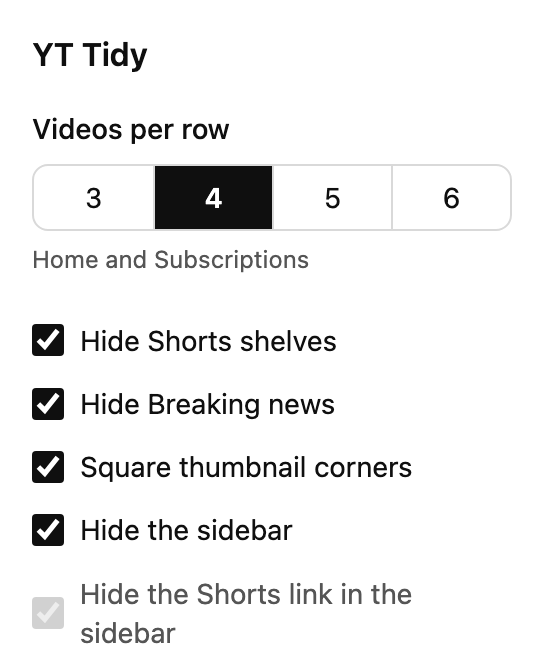 YT Tidy
Videos per row
3 4 5 6
Home and Subscriptions
Hide Shorts shelves
Hide Breaking news
Square thumbnail corners
Hide the sidebar
Hide the Shorts link in the
sidebar